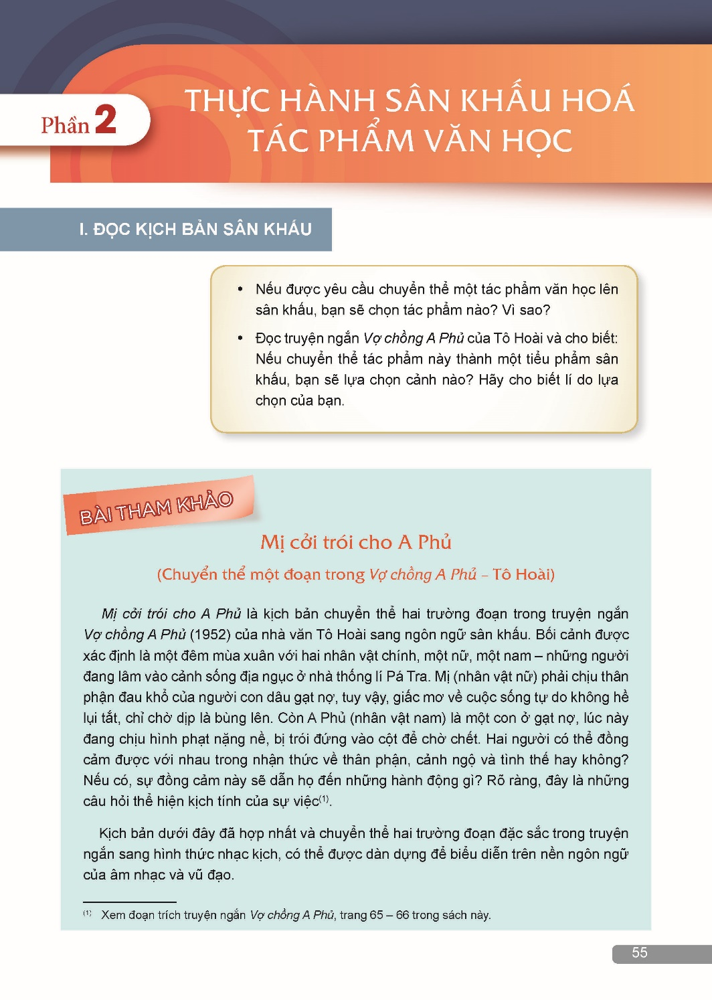 Phần 2
THỰC HÀNH SÂN KHẤU HOÁ
TÁC PHẨM VĂN HỌC
I. ĐỌC KỊCH BẢN SÂN KHẤU
• Nếu được yêu cầu chuyển thể một tác phẩm văn học lên
sân khấu, bạn sẽ chọn tác phẩm nào? Vì sao?
• Đọc truyện ngắn Vợ chồng A Phủ của Tô Hoài và cho biết:
Nếu chuyển thể tác phẩm này thành một tiểu phẩm sân
khấu, bạn sẽ lựa chọn cảnh nào? Hãy cho biết lí do lựa
chọn của bạn.
BÀI THAM KHẢO
Mị cởi trói cho A Phủ
(Chuyển thể một đoạn trong Vợ chồng A Phủ – Tô Hoài)
Mị cởi trói cho A Phủ là kịch bản chuyển thể hai trường đoạn trong truyện ngắn
Vợ chồng A Phủ (1952) của nhà văn Tô Hoài sang ngôn ngữ sân khấu. Bối cảnh được
xác định là một đêm mùa xuân với hai nhân vật chính, một nữ, một nam – những người
đang lâm vào cảnh sống địa ngục ở nhà thống lí Pá Tra. Mị (nhân vật nữ) phải chịu thân
phận đau khổ của người con dâu gạt nợ, tuy vậy, giấc mơ về cuộc sống tự do không hề
lụi tắt, chỉ chờ dịp là bùng lên. Còn A Phủ (nhân vật nam) là một con ở gạt nợ, lúc này
đang chịu hình phạt nặng nề, bị trói đứng vào cột để chờ chết. Hai người có thể đồng
cảm được với nhau trong nhận thức về thân phận, cảnh ngộ và tình thế hay không?
Nếu có, sự đồng cảm này sẽ dẫn họ đến những hành động gì? Rõ ràng, đây là những
câu hỏi thể hiện kịch tính của sự việc(1).
Kịch bản dưới đây đã hợp nhất và chuyển thể hai trường đoạn đặc sắc trong truyện
ngắn sang hình thức nhạc kịch, có thể được dàn dựng để biểu diễn trên nền ngôn ngữ
của âm nhạc và vũ đạo.
(1) Xem đoạn trích truyện ngắn Vợ chồng A Phủ, trang 65 – 66 trong sách này.
55